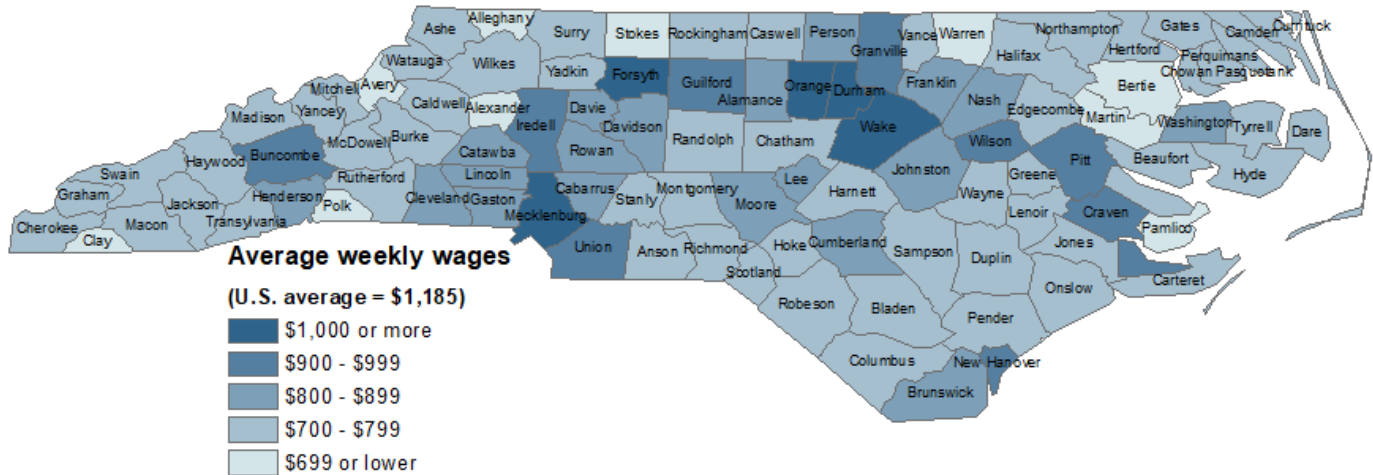 Alleghany
Ashe
Surry
Stokes
Rockingham
Caswell
Person
Granville
Vance
Warren
Northampton
Gates
Camden
Currituck
Hertford
Perquimans
Halifax
Watauga
Wilkes
Yadkin
Forsyth
Guilford
Alamance
Orange
Durham
Franklin
Nash
Edgecombe
Bertie
Chowan
Pasquotank
Mitchell
Avery
Yancey
Caldwell
Alexander
Iredell
Davie
Davidson
Randolph
Chatham
Wake
Wilson
Martin
Washington
Tyrrell
Dare
Madison
McDowell
Burke
Catawba
Rowan
Pitt
Beaufort
Hyde
Haywood
Buncombe
Rutherford
Lincoln
Lee
Johnston
Greene
Swain
Graham
Jackson
Henderson
Polk
Cleveland
Gaston
Cabarrus
Stanly
Montgomery
Moore
Harnett
Wayne
Lenoir
Craven
Pamlico
Cherokee
Clay
Macon
Transylvania
Mecklenburg
Union
Anson
Richmond
Scotland
Hoke
Cumberland
Sampson
Duplin
Jones
Carteret
Onslow
Robeson
Bladen
Pender
Columbus
New Hanover
Brunswick
Average weekly wages
(U.S. average = $1,185)
$1,000 or more
$900 - $999
$800 - $899
$700 - $799
$699 or lower